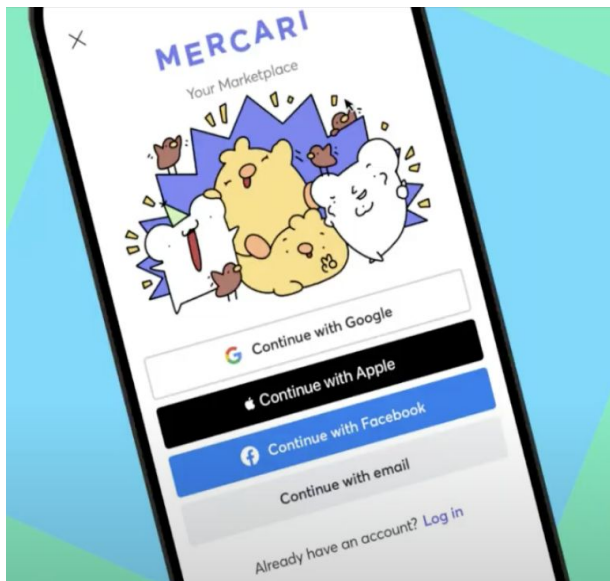 MERCARI
Your Marketplace
Continue with Google
Continue with Apple
Continue with Facebook
Continue with email
Already have an account? Log in